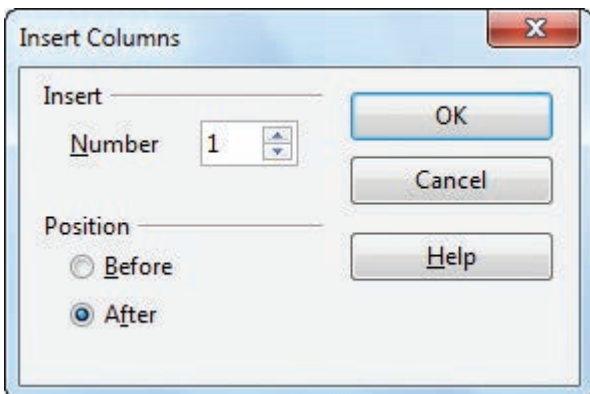 Insert Columns
Insert
Number 1
OK
Cancel
Position
Before
After
Help